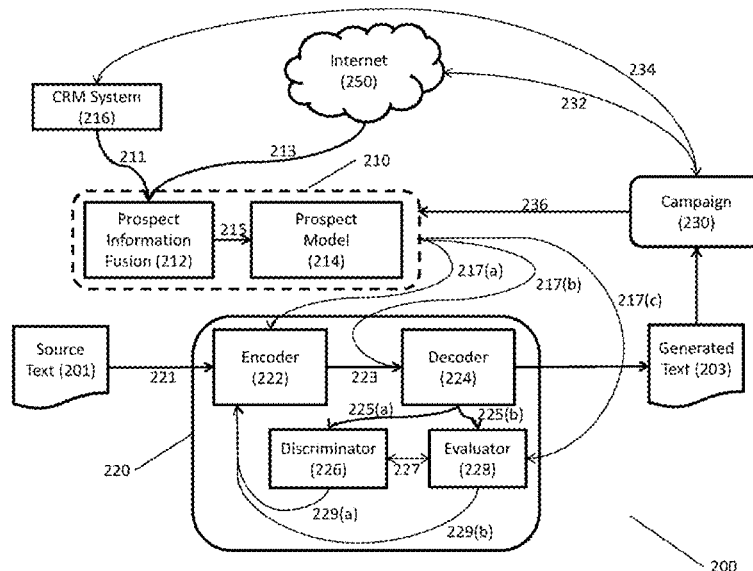 Internet
(250)
CRM System
(216)
234
232
211
213
210
Prospect
Information
Fusion (212)
215
Prospect
Model
(214)
236
Campaign
(230)
217(a)
217(b)
217(c)
Source
Text (201)
221
Encoder
(222)
223
Decoder
(224)
Generated
Text (203)
225(a)
225(b)
Discriminator
(226)
227
Evaluator
(228)
220
229(a)
229(b)
200